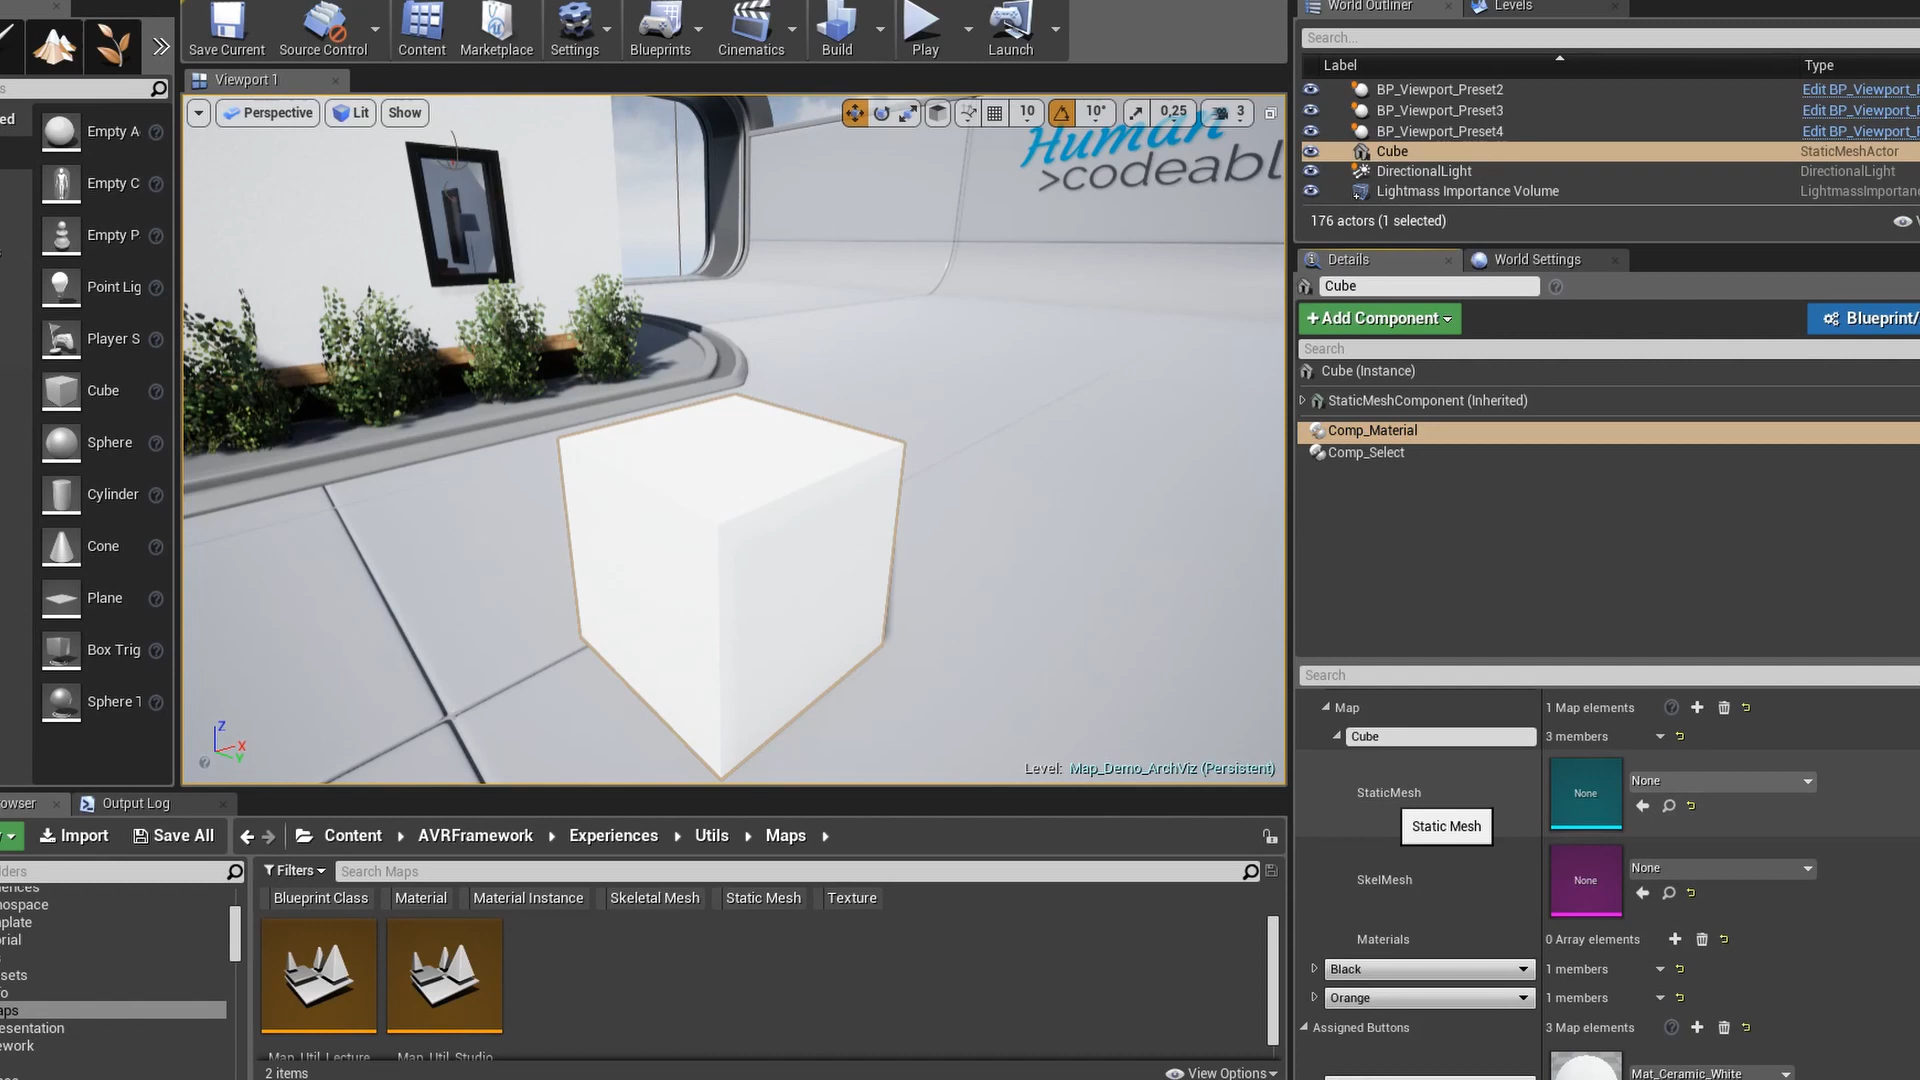 World Outliner
Levels
Save Current
Source Control
Content
Marketplace
Settings
Blueprints
Cinematics
Build
Play
Launch
Search...
Label
Type
Viewport 1
BP_Viewport_Preset2
Edit BP_Viewport_
BP_Viewport_Preset3
Edit BP_Viewport_
BP_Viewport_Preset4
Edit BP_Viewport_
Cube
StaticMeshActor
DirectionalLight
DirectionalLight
Lightmass Importance Volume
LightmassImportanc
176 actors (1 selected)
Perspective
Lit
Show
10
10°
0,25
3
Human
>codeabl
Empty A
Empty C
Empty P
Point Lig
Player S
Cube
Sphere
Cylinder
Cone
Plane
Box Trig
Sphere T
Z
X
Y
Level: Map_Demo_ArchViz (Persistent)
Details
World Settings
Cube
+Add Component
Blueprint/
Search
Cube (Instance)
StaticMeshComponent (Inherited)
Comp_Material
Comp_Select
Search
Map
1 Map elements
Cube
3 members
StaticMesh
None
None
Static Mesh
SkelMesh
None
None
Materials
0 Array elements
Black
1 members
Orange
1 members
Assigned Buttons
3 Map elements
Mat_Ceramic_White
owser
Output Log
Import
Save All
Content
AVRFramework
Experiences
Utils
Maps
Filters
Search Maps
Blueprint Class
Material
Material Instance
Skeletal Mesh
Static Mesh
Texture
Map_Util_Lecture
Map_Util_Studio
2 items
View Options